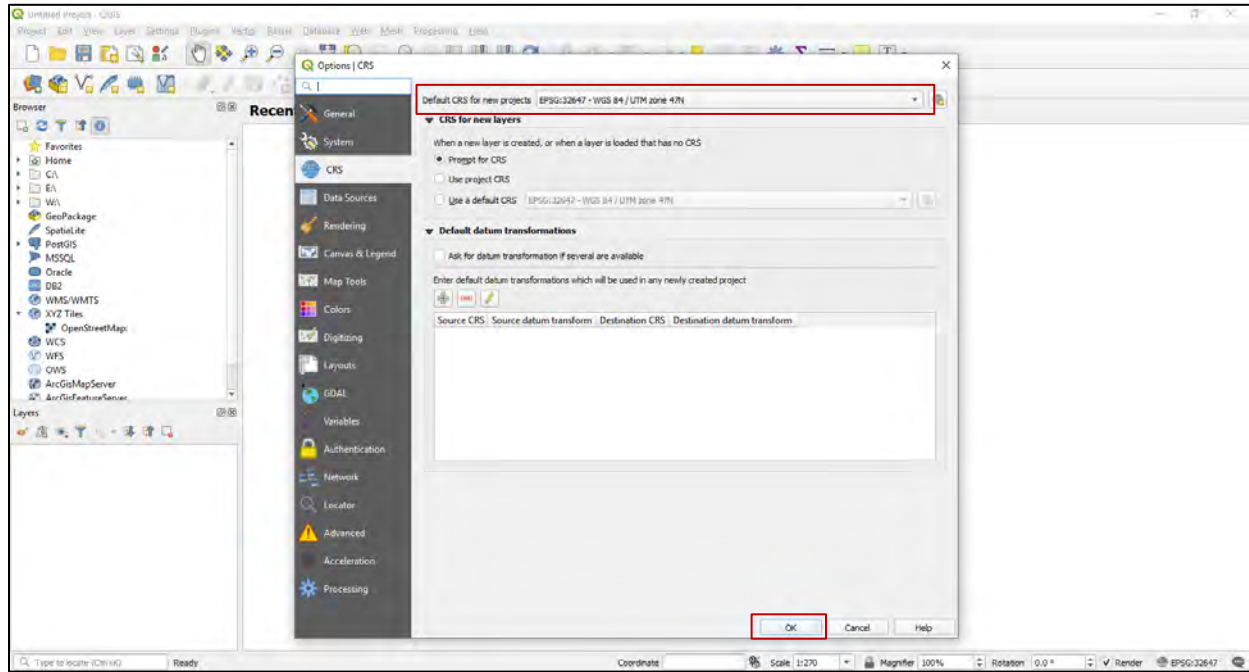 Untitled Project - QGIS
Project Edit View Layer Settings Plugins Vector Raster Database Web Mesh Processing Help
Options | CRS
Browser
Recen
Favorites
Home
C:\
E:\
W:\
GeoPackage
SpatiaLite
PostGIS
MSSQL
Oracle
DB2
WMS/WMTS
XYZ Tiles
OpenStreetMap
WCS
WFS
OWS
ArcGisMapServer
ArcGisFeatureServer
Layers
General
System
CRS
Data Sources
Rendering
Canvas & Legend
Map Tools
Colors
Digitizing
Layouts
GDAL
Variables
Authentication
Network
Locator
Advanced
Acceleration
Processing
Default CRS for new projects EPSG:32647 - WGS 84 / UTM zone 47N
CRS for new layers
When a new layer is created, or when a layer is loaded that has no CRS
Prompt for CRS
Use project CRS
Use a default CRS EPSG:32647 - WGS 84 / UTM zone 47N
Default datum transformations
Ask for datum transformation if several are available
Enter default datum transformations which will be used in any newly created project
Source CRS Source datum transform Destination CRS Destination datum transform
OK Cancel Help
Type to locate (Ctrl+K) Ready Coordinate Scale 1:270 Magnifier 100% Rotation 0.0 ° Render EPSG:32647